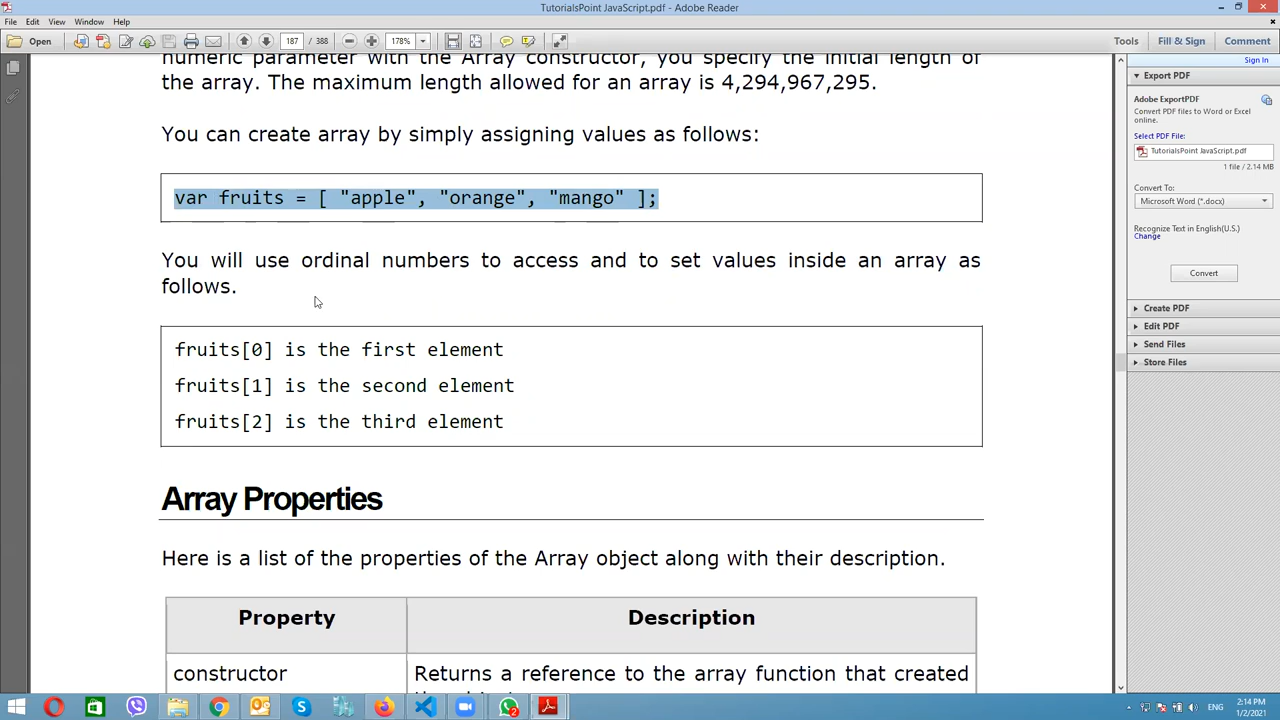 TutorialsPoint JavaScript.pdf - Adobe Reader
File Edit View Window Help
Open 187 / 388 178% Tools Fill & Sign Comment
Sign In
numeric parameter with the Array constructor, you specify the initial length of
the array. The maximum length allowed for an array is 4,294,967,295.
You can create array by simply assigning values as follows:
var fruits = [ "apple", "orange", "mango" ];
You will use ordinal numbers to access and to set values inside an array as
follows.
fruits[0] is the first element
fruits[1] is the second element
fruits[2] is the third element
Array Properties
Here is a list of the properties of the Array object along with their description.
Property Description
constructor Returns a reference to the array function that created
Export PDF
Adobe ExportPDF
Convert PDF files to Word or Excel
online.
Select PDF File:
TutorialsPoint JavaScript.pdf
1 file / 2.14 MB
Convert To:
Microsoft Word (*.docx)
Recognize Text in English(U.S.)
Change
Convert
Create PDF
Edit PDF
Send Files
Store Files
2
ENG
2:14 PM
1/2/2021